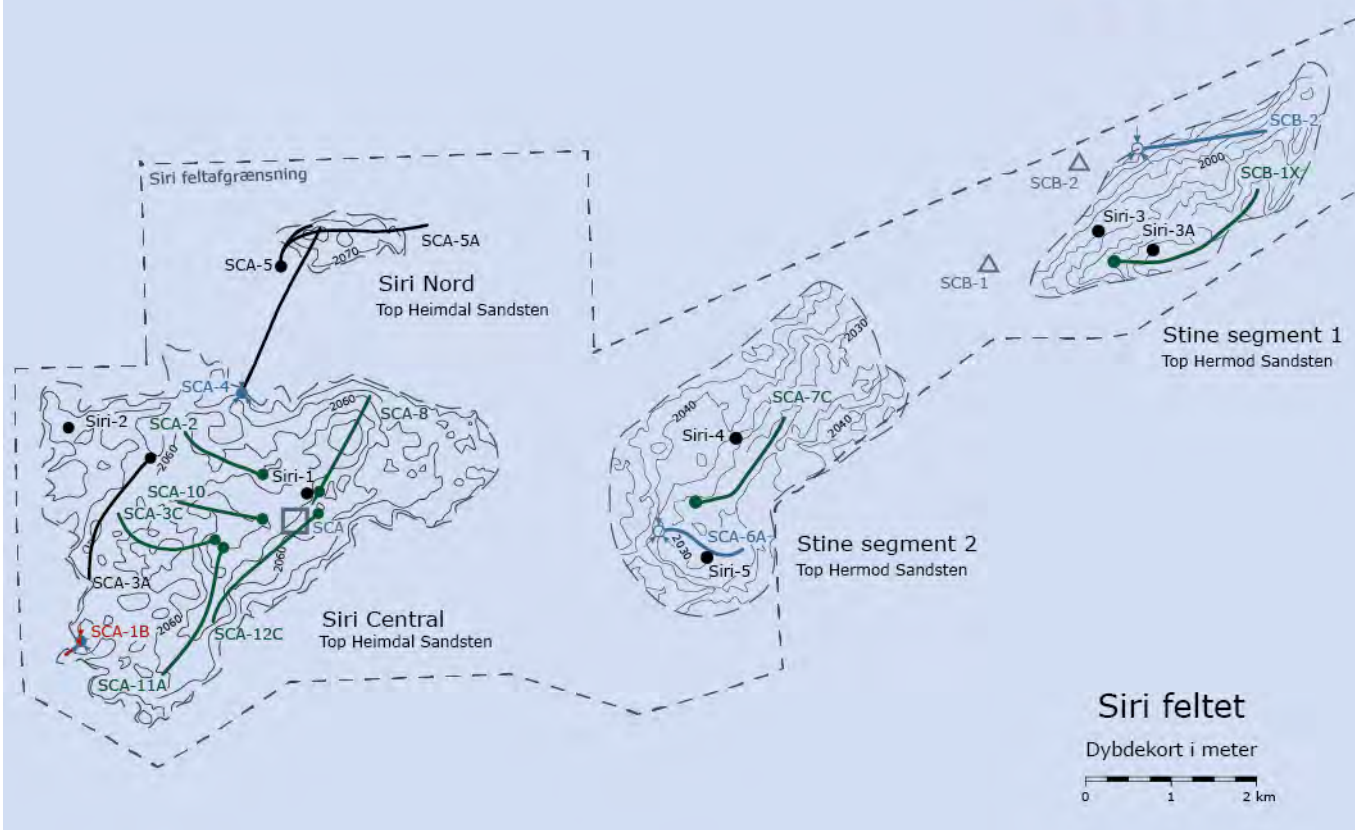 Siri feltafgrænsning
SCA-5A
SCA-5
2070
Siri Nord
Top Heimdal Sandsten
SCB-2
2000
SCB-2
SCB-1X
Siri-3
Siri-3A
SCB-1
Stine segment 1
Top Hermod Sandsten
2030
SCA-4
2060
SCA-8
SCA-7C
2040
2040
Siri-2
SCA-2
Siri-4
2060
Siri-1
SCA-10
SCA-3C
SCA
SCA-6A
2030
Siri-5
Stine segment 2
Top Hermod Sandsten
2060
SCA-3A
2060
SCA-1B
SCA-12C
Siri Central
Top Heimdal Sandsten
SCA-11A
Siri feltet
Dybdekort i meter
0 1 2 km